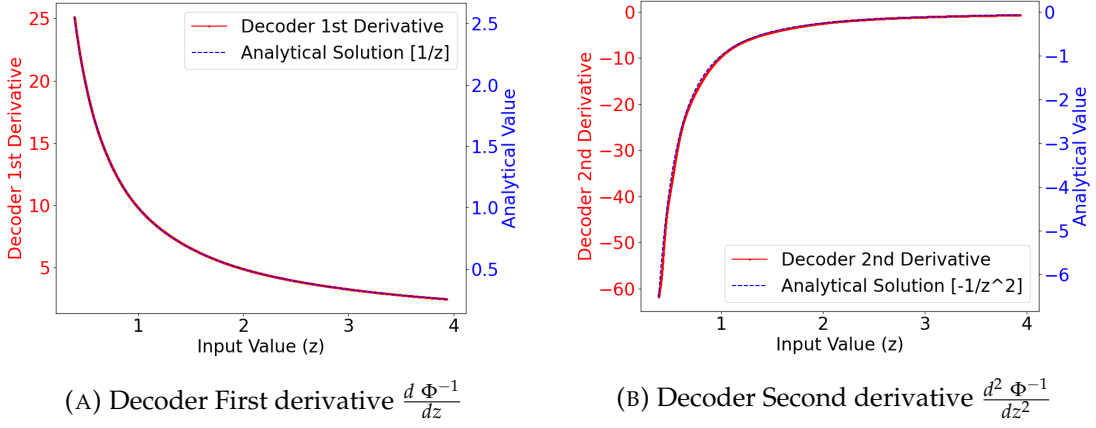 Decoder 1st Derivative
Analytical Solution [1/z]
25
20
15
10
5
Decoder 1st Derivative
2.5
2.0
1.5
1.0
0.5
Analytical Value
1
2
3
4
Input Value (z)
(A) Decoder First derivative d Φ⁻¹/dz
0
−10
−20
−30
−40
−50
−60
Decoder 2nd Derivative
0
−1
−2
−3
−4
−5
−6
Analytical Value
Decoder 2nd Derivative
Analytical Solution [-1/z^2]
1
2
3
4
Input Value (z)
(B) Decoder Second derivative d² Φ⁻¹/dz²